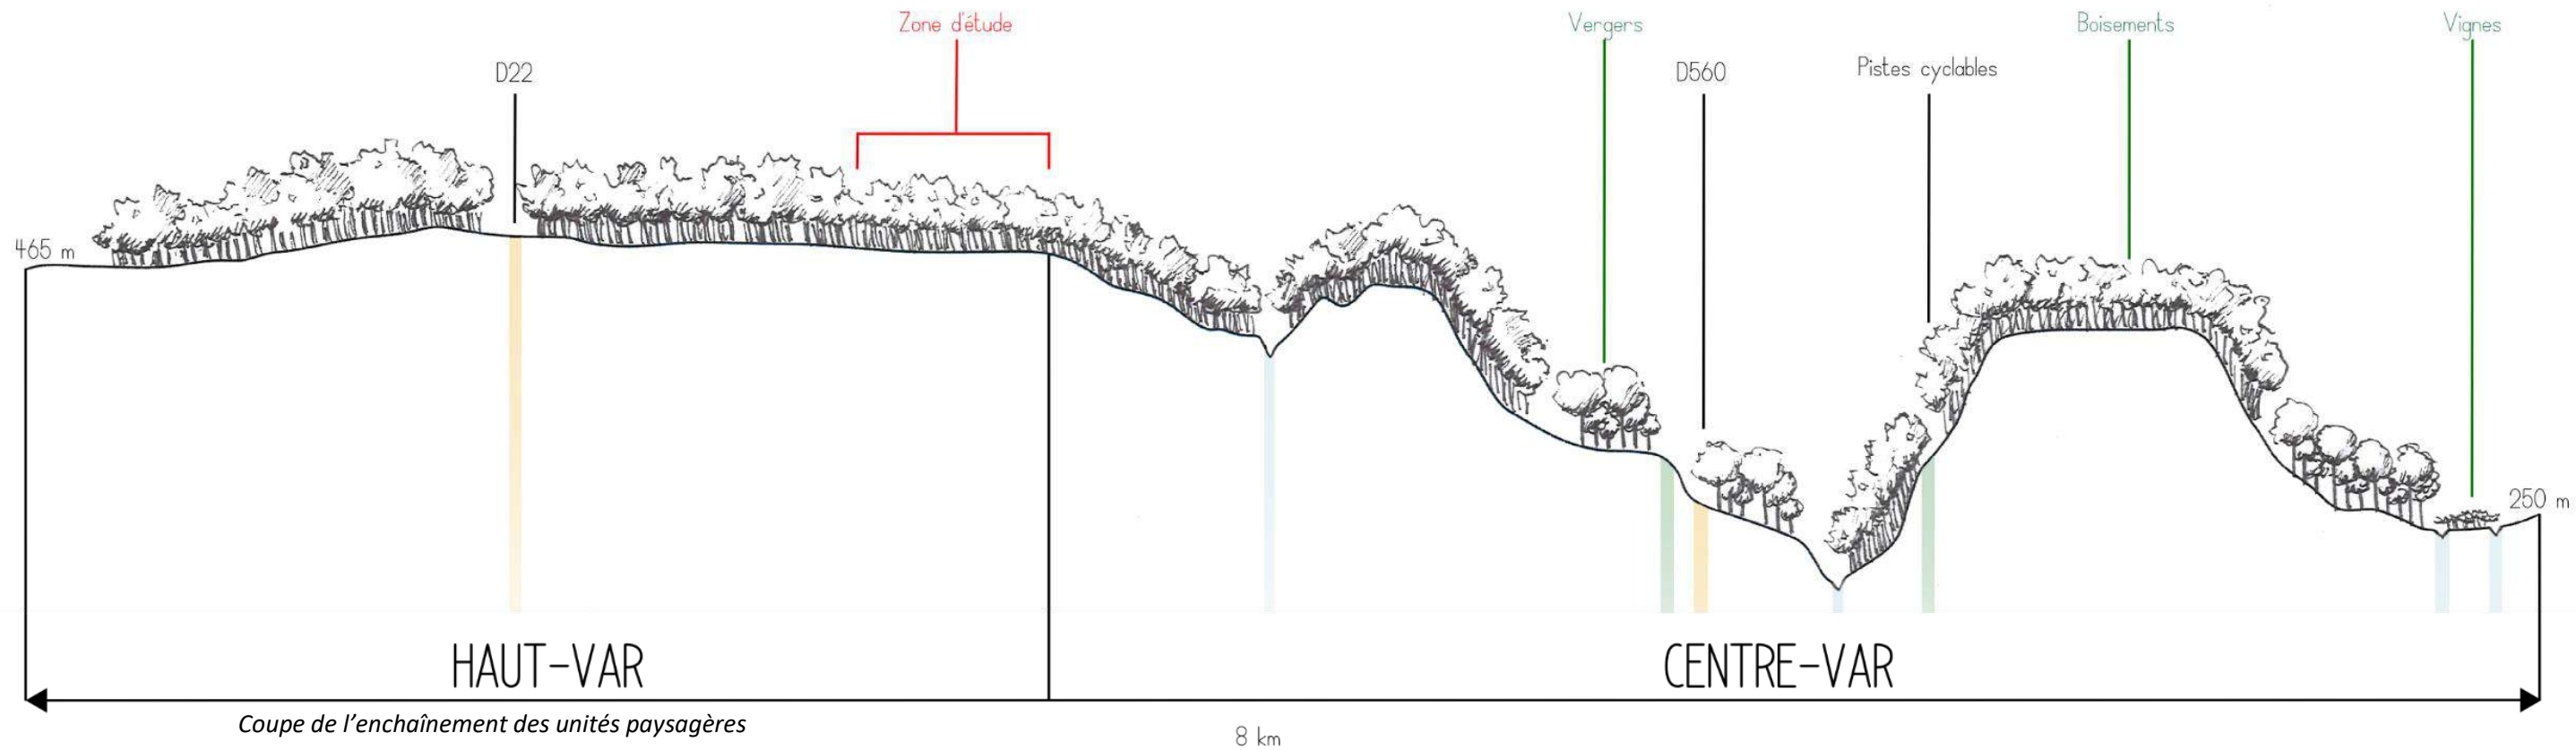 Zone d'étude
Vergers
Boisements
Vignes
D22
D560
Pistes cyclables
465 m
250 m
HAUT-VAR
CENTRE-VAR
Coupe de l'enchaînement des unités paysagères
8 km